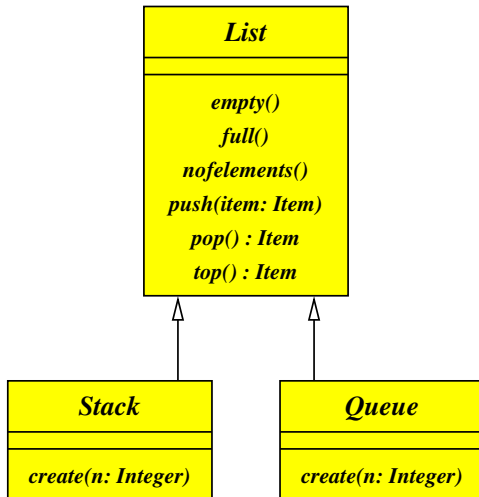 List
empty()
full()
nofelements()
push(item: Item)
pop() : Item
top() : Item
Stack
create(n: Integer)
Queue
create(n: Integer)